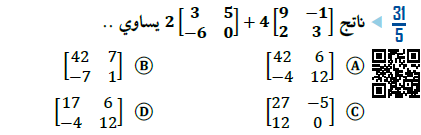 31/5 ◀ ناتج 2 [3 5; −6 0] + 4 [9 −1; 2 3] يساوي ..
A [42 6; −4 12] B [42 7; −7 1]
C [27 −5; 12 0] D [17 6; −4 12]